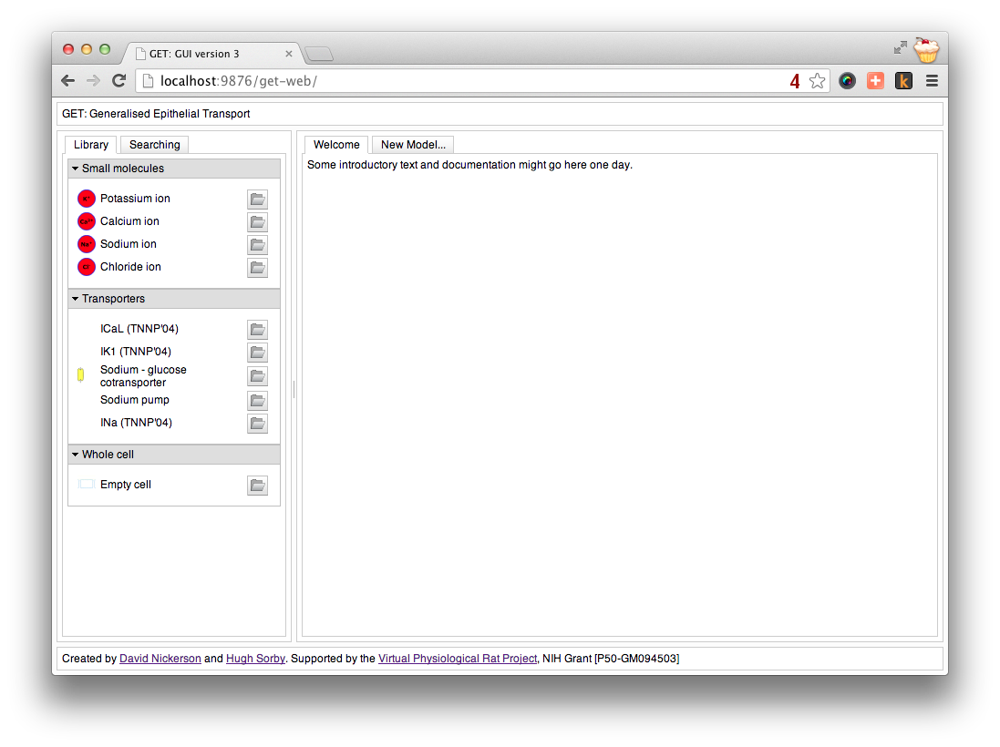 GET: GUI version 3
localhost:9876/get-web/
4
k
GET: Generalised Epithelial Transport
Library Searching
Small molecules
K⁺ Potassium ion
Ca²⁺ Calcium ion
Na⁺ Sodium ion
Chloride ion
Transporters
ICaL (TNNP'04)
IK1 (TNNP'04)
Sodium - glucose
cotransporter
Sodium pump
INa (TNNP'04)
Whole cell
Empty cell
Welcome New Model...
Some introductory text and documentation might go here one day.
Created by David Nickerson and Hugh Sorby. Supported by the Virtual Physiological Rat Project, NIH Grant [P50-GM094503]